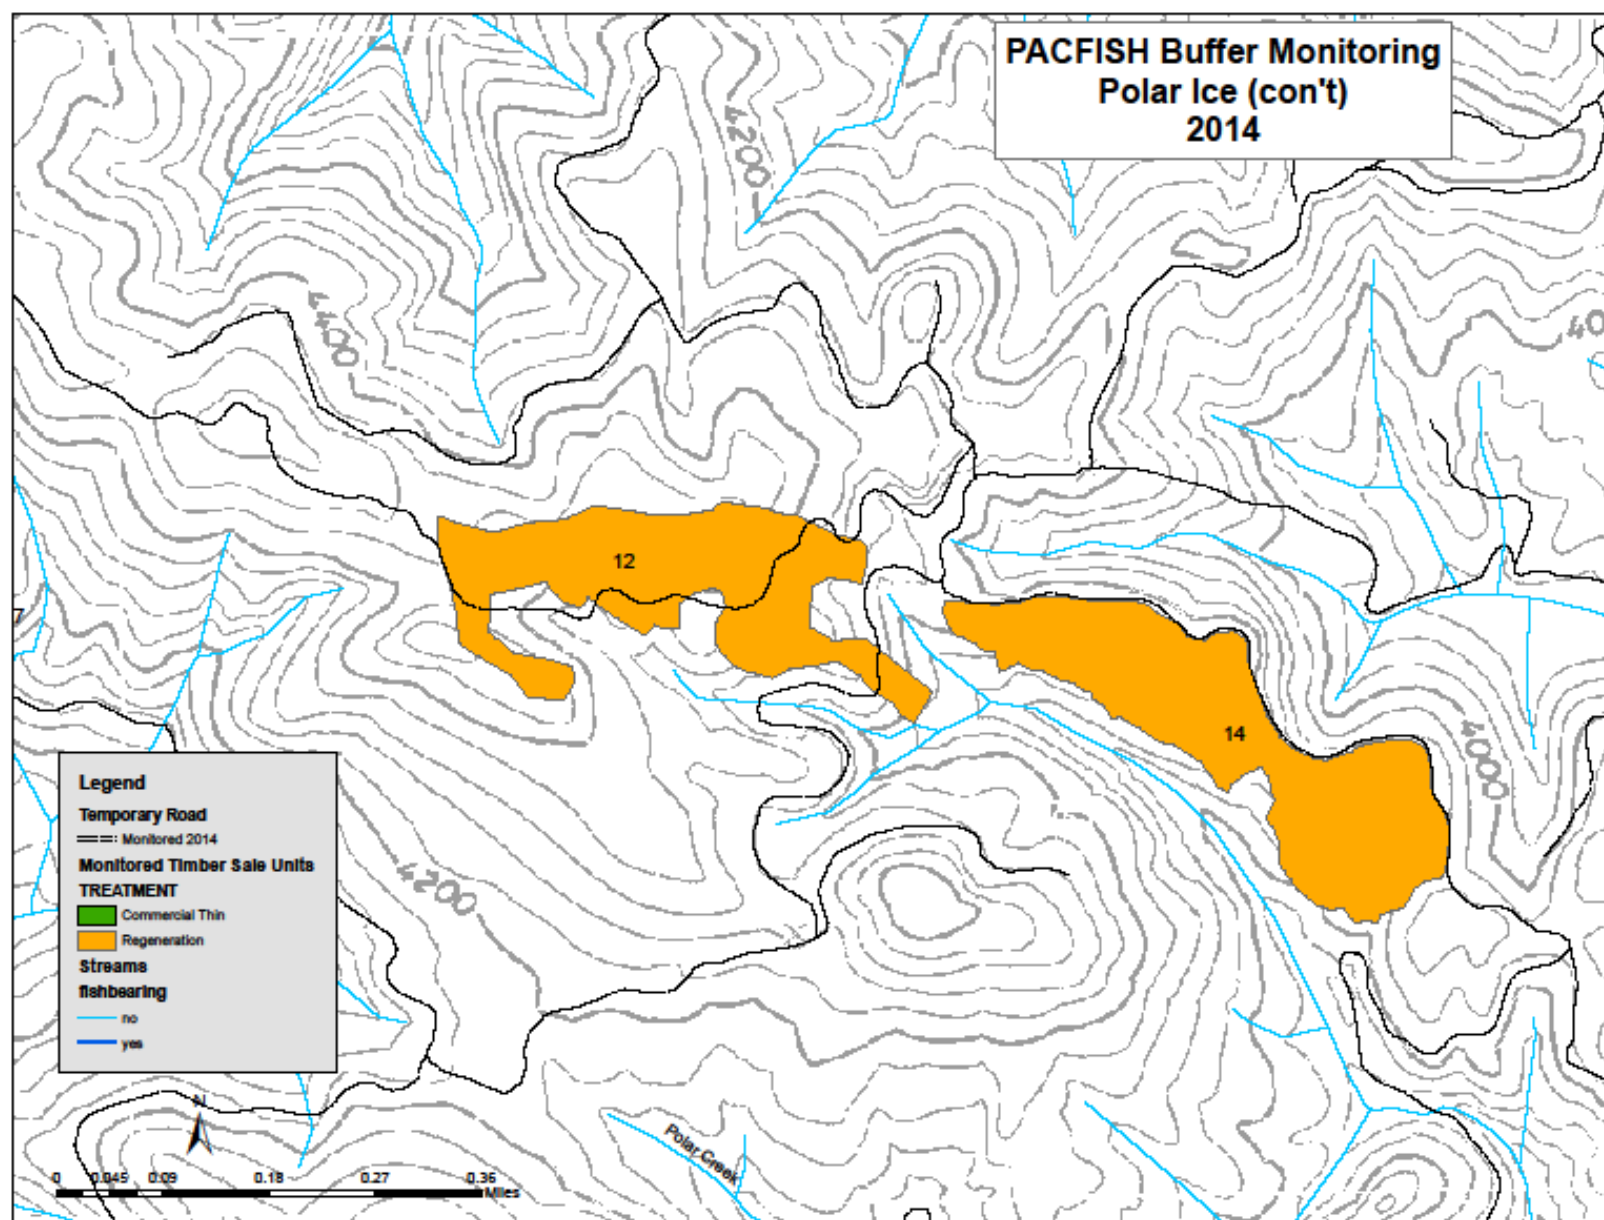 PACFISH Buffer Monitoring
Polar Ice (con't)
2014
4200
4400
40
12
14
4000
4200
7
Legend
Temporary Road
Monitored 2014
Monitored Timber Sale Units
TREATMENT
Commercial Thin
Regeneration
Streams
fishbearing
no
yes
N
0 0.045 0.09 0.18 0.27 0.36
Miles
Polar Creek